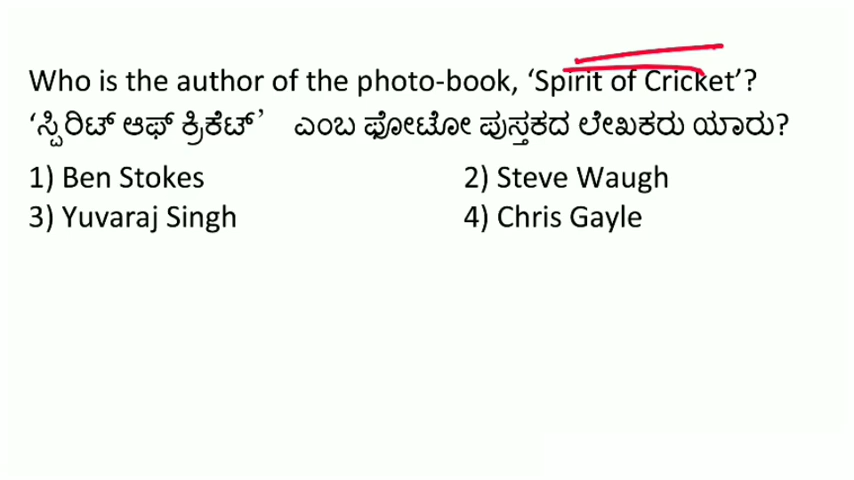 Who is the author of the photo-book, ‘Spirit of Cricket’?
‘ಸ್ಪಿರಿಟ್ ಆಫ್ ಕ್ರಿಕೆಟ್’ ಎಂಬ ಫೋಟೋ ಪುಸ್ತಕದ ಲೇಖಕರು ಯಾರು?
1) Ben Stokes 2) Steve Waugh
3) Yuvaraj Singh 4) Chris Gayle